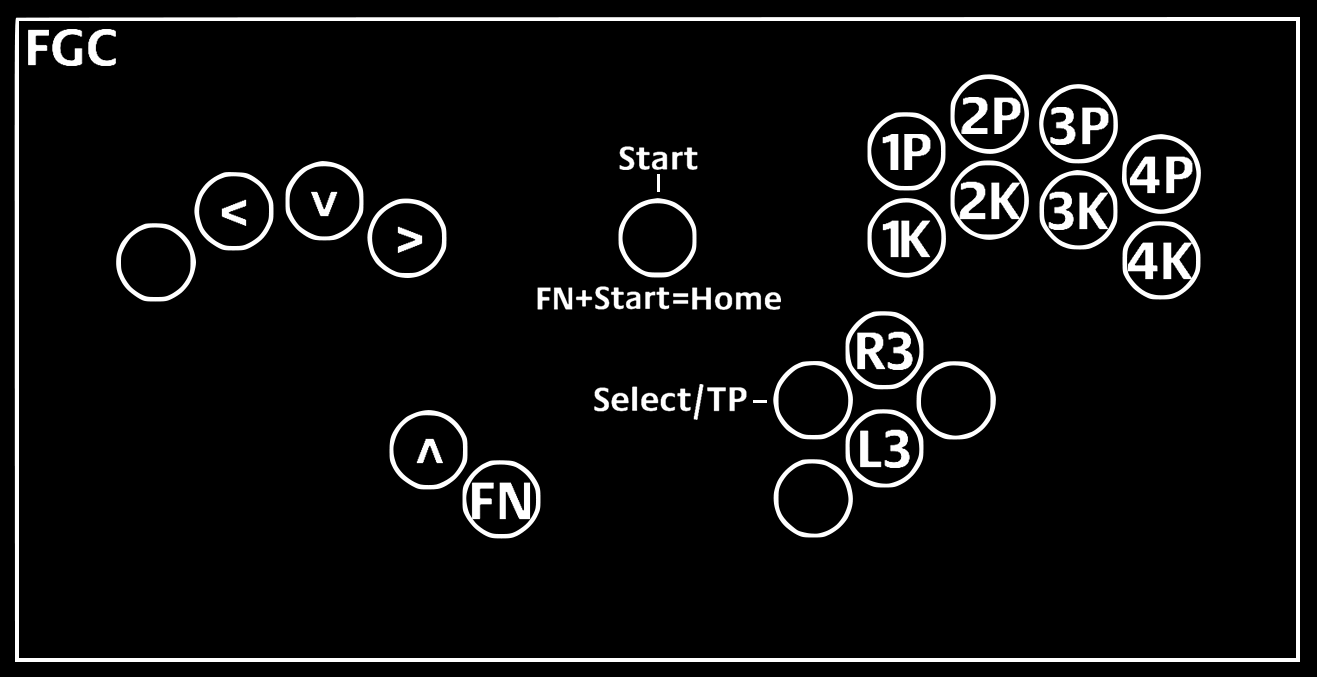 FGC
<
v
>
Start
FN+Start=Home
1P
2P
3P
4P
1K
2K
3K
4K
R3
Select/TP
L3
^
FN